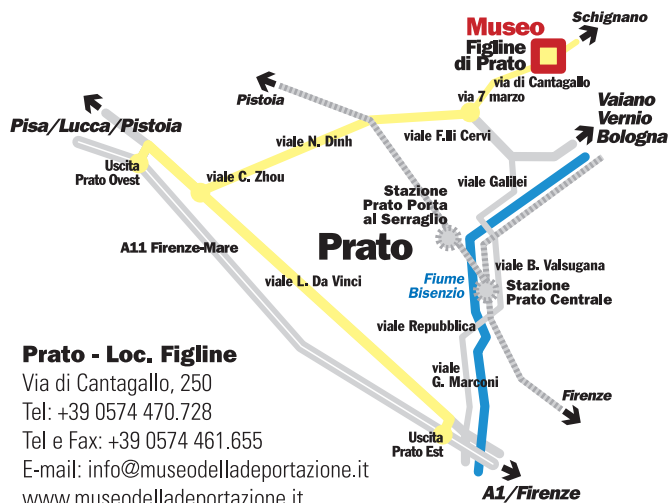 Schignano
Museo
Figline
di Prato
via di Cantagallo
via 7 marzo
Pistoia
Vaiano
Vernio
Bologna
Pisa/Lucca/Pistoia
viale N. Dinh
viale F.lli Cervi
Uscita
Prato Ovest
viale C. Zhou
viale Galilei
Stazione
Prato Porta
al Serraglio
Prato
A11 Firenze-Mare
viale B. Valsugana
viale L. Da Vinci
Fiume
Bisenzio
Stazione
Prato Centrale
viale Repubblica
viale
G. Marconi
Firenze
Uscita
Prato Est
A1/Firenze
Prato - Loc. Figline
Via di Cantagallo, 250
Tel: +39 0574 470.728
Tel e Fax: +39 0574 461.655
E-mail: info@museodelladeportazione.it
www.museodelladeportazione.it